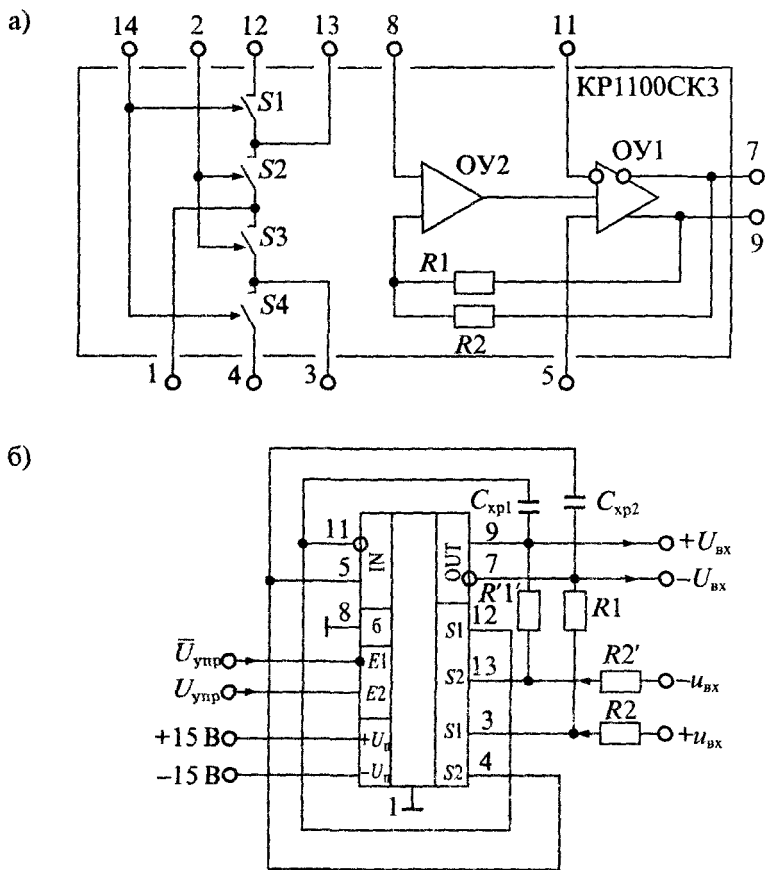 а)
14 2 12 13 8 11
КР1100СК3
S1
ОУ2 ОУ1 7
S2
9
S3
R1
S4
R2
1 4 3 5
б)
Cхр1 Cхр2
11 9 +Uвх
5 IN OUT 7 −Uвх
R'1' R1
8 б S1 12
Ūупр E1
S2 13 R2' −uвх
Uупр E2
S1 3 R2 +uвх
+15 В +Uп
−15 В −Uп S2 4
1